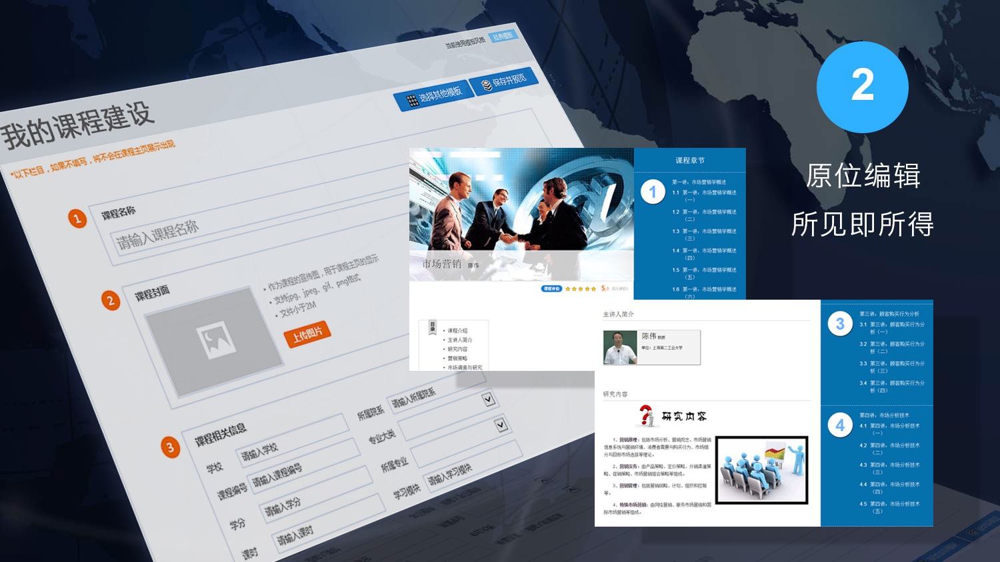 当前使用模板风格 经典模板
选择其他模板
保存并预览
我的课程建设
*以下栏目，如果不填写，将不会在课程主页展示出现
1
课程名称
请输入课程名称
2
课程封面
• 作为课程的宣传图，用于课程主页的显示
• 支持jpg、jpeg、gif、png格式
• 文件小于2M
上传图片
3
课程相关信息
学校
请输入学校
课程编号
请输入课程编号
学分
请输入学分
课时
请输入课时
所属院系
请输入所属院系
专业大类
所属专业
学习模块
请输入学习模块
市场营销 陈伟
课程评价
5.0
目录
• 课程介绍
• 主讲人简介
• 研究内容
• 营销策略
• 市场调查与研究
课程章节
1
第一讲，市场营销学概述
1.1 第一讲，市场营销学概述
（一）
1.2 第一讲，市场营销学概述
（二）
1.3 第一讲，市场营销学概述
（三）
1.4 第一讲，市场营销学概述
（四）
1.5 第一讲，市场营销学概述
（五）
1.6 第一讲，市场营销学概述
（六）
主讲人简介
陈伟 教授
单位：上海第二工业大学
研究内容
研究内容
1、营销原理：包括市场分析、营销观念、市场营销
信息系统与营销环境、消费者需要与购买行为、市场细
分与目标市场选择等理论。
2、营销实务：由产品策略、定价策略、分销渠道策
略、促销策略、市场营销组合策略等组成。
3、营销管理：包括营销战略、计划、组织和控制
等。
4、特殊市场营销：由网络营销、服务市场营销和国
际市场营销等组成。
3
第三讲，顾客购买行为分析
3.1 第三讲，顾客购买行为分
析（一）
3.2 第三讲，顾客购买行为分
析（二）
3.3 第三讲，顾客购买行为分
析（三）
3.4 第三讲，顾客购买行为分
析（四）
4
第四讲，市场分析技术
4.1 第四讲，市场分析技术
（一）
4.2 第四讲，市场分析技术
（二）
4.3 第四讲，市场分析技术
（三）
4.4 第四讲，市场分析技术
（四）
4.5 第四讲，市场分析技术
（五）
2
原位编辑
所见即所得